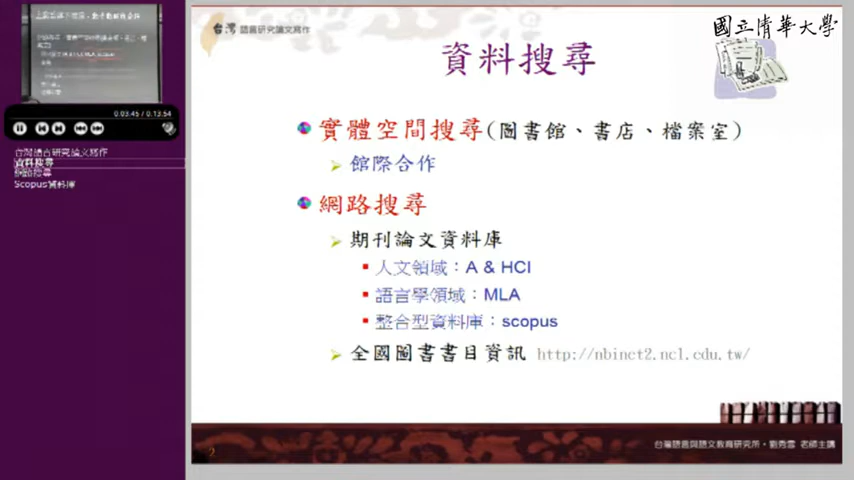 0:03:45 / 0:13:54
台灣語言研究論文寫作
資料搜尋
網路搜尋
Scopus資料庫
台灣 語言研究論文寫作
國立清華大學
資料搜尋
實體空間搜尋(圖書館、書店、檔案室)
館際合作
網路搜尋
期刊論文資料庫
人文領域：A & HCI
語言學領域：MLA
整合型資料庫：scopus
全國圖書書目資訊 http://nbinet2.ncl.edu.tw/
2
台灣語言與語文教育研究所・劉秀雪 老師主講